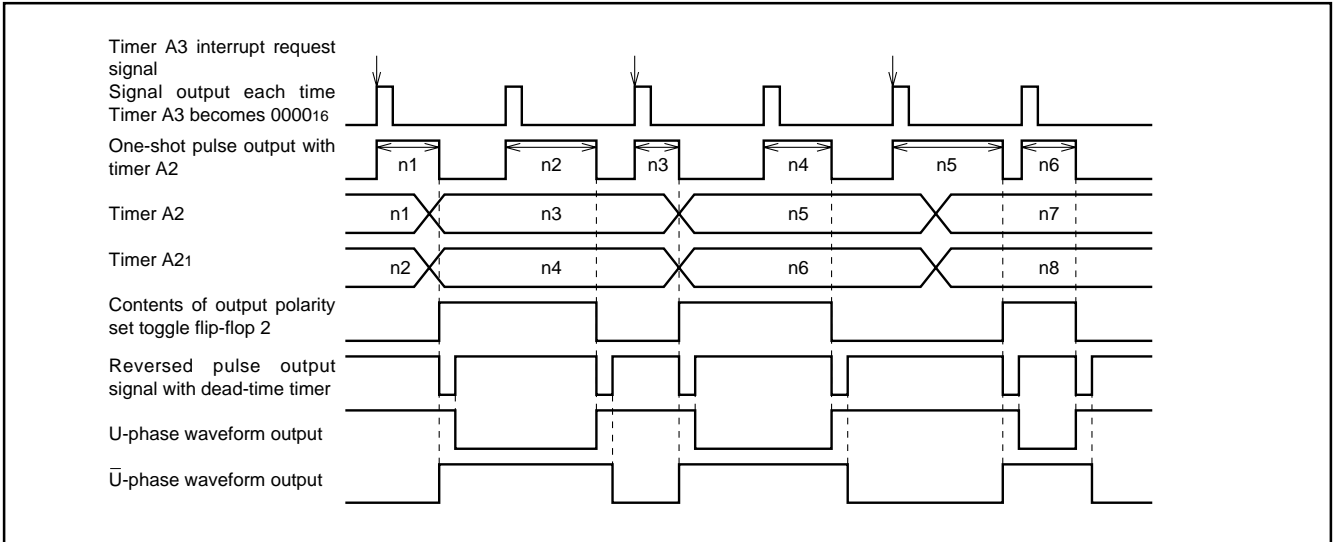 Timer A3 interrupt request
signal
Signal output each time
Timer A3 becomes 0000₁₆
One-shot pulse output with
timer A2
n1 n2 n3 n4 n5 n6
Timer A2
n1 n3 n5 n7
Timer A2₁
n2 n4 n6 n8
Contents of output polarity
set toggle flip-flop 2
Reversed pulse output
signal with dead-time timer
U-phase waveform output
U̅-phase waveform output